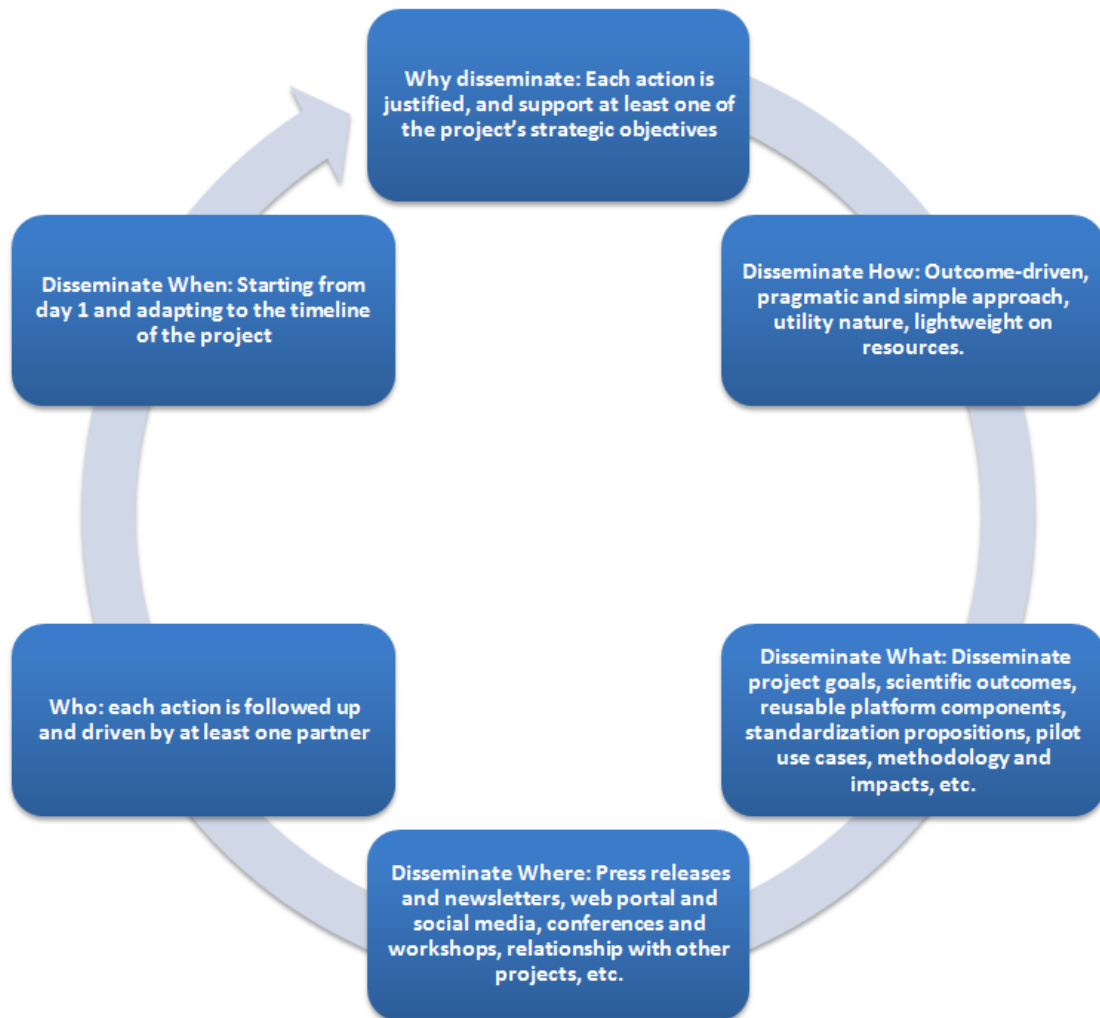 Why disseminate: Each action is
justified, and support at least one of
the project's strategic objectives
Disseminate How: Outcome-driven,
pragmatic and simple approach,
utility nature, lightweight on
resources.
Disseminate What: Disseminate
project goals, scientific outcomes,
reusable platform components,
standardization propositions, pilot
use cases, methodology and
impacts, etc.
Disseminate Where: Press releases
and newsletters, web portal and
social media, conferences and
workshops, relationship with other
projects, etc.
Who: each action is followed up
and driven by at least one partner
Disseminate When: Starting from
day 1 and adapting to the timeline
of the project